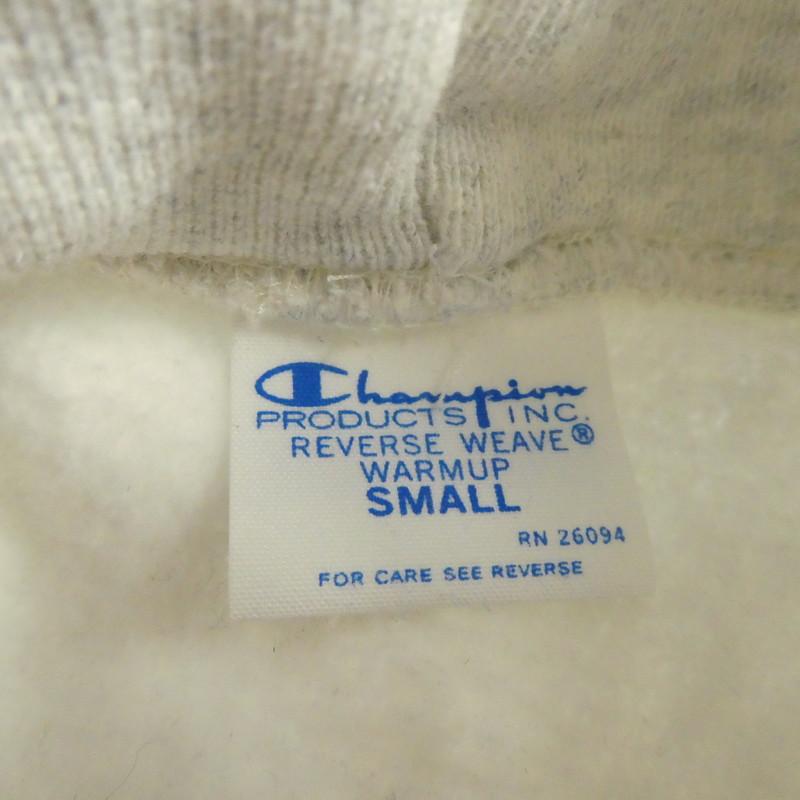 Champion
PRODUCTS INC.
REVERSE WEAVE®
WARMUP
SMALL
RN 26094
FOR CARE SEE REVERSE